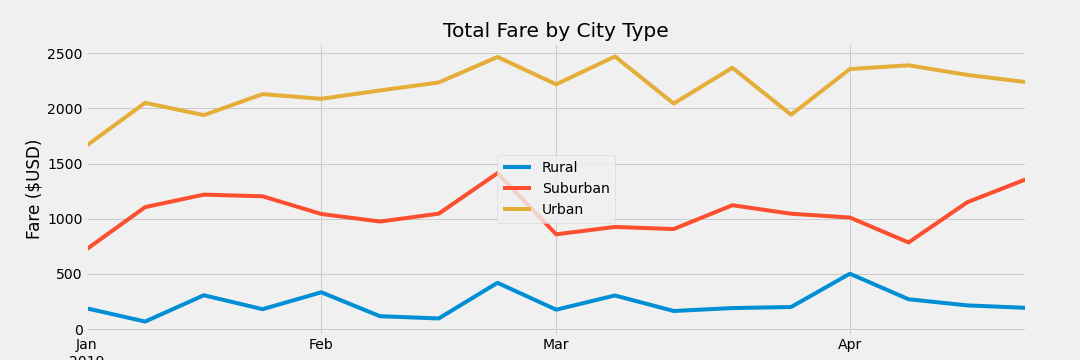 Total Fare by City Type
Fare ($USD)
2500
2000
1500
1000
500
0
Rural
Suburban
Urban
Jan Feb Mar Apr
2019